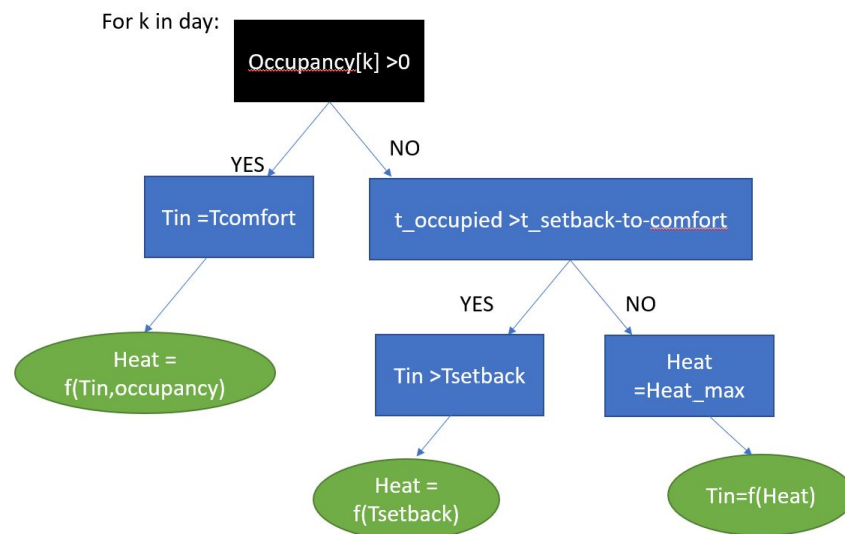 For k in day:
Occupancy[k] >0
YES
NO
Tin =Tcomfort
t_occupied >t_setback-to-comfort
YES
NO
Heat =
f(Tin,occupancy)
Tin >Tsetback
Heat
=Heat_max
Heat =
f(Tsetback)
Tin=f(Heat)